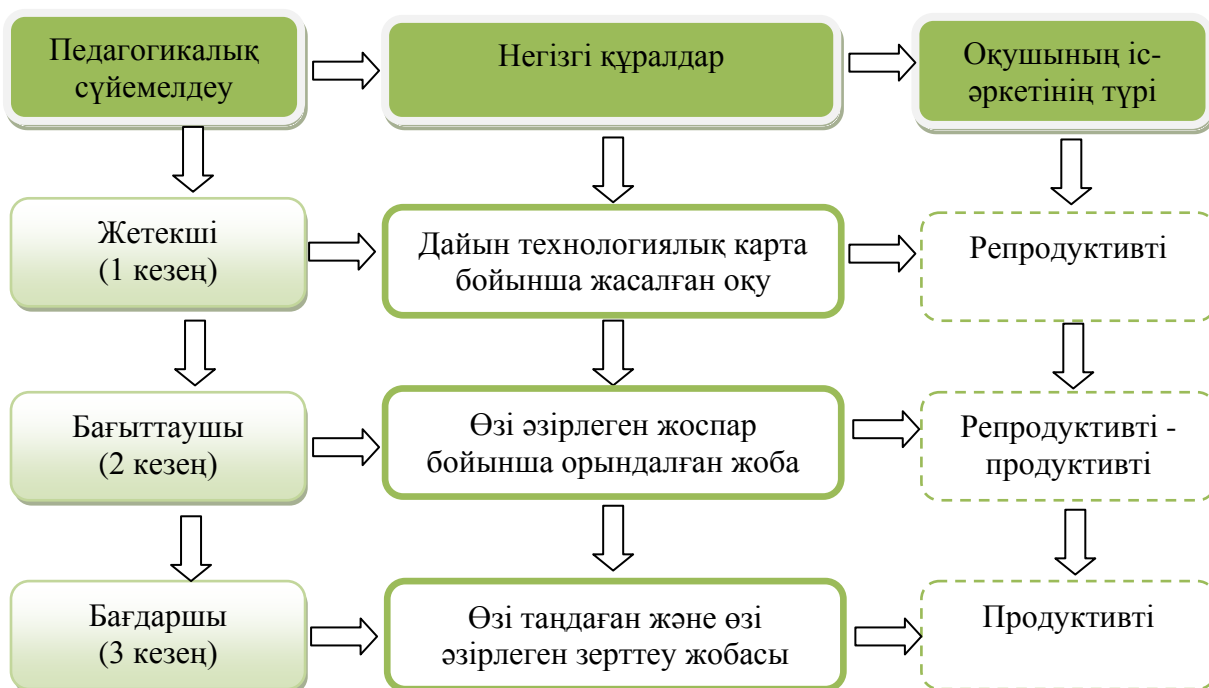 Педагогикалық
сүйемелдеу
Негізгі құралдар
Оқушының іс-
әркетінің түрі
Жетекші
(1 кезең)
Дайын технологиялық карта
бойынша жасалған оқу
Репродуктивті
Бағыттаушы
(2 кезең)
Өзі әзірлеген жоспар
бойынша орындалған жоба
Репродуктивті -
продуктивті
Бағдаршы
(3 кезең)
Өзі таңдаған және өзі
әзірлеген зерттеу жобасы
Продуктивті